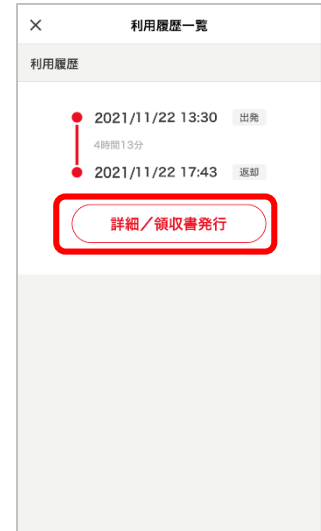 利用履歴一覧
利用履歴
2021/11/22 13:30 出発
4時間13分
2021/11/22 17:43 返却
詳細／領収書発行